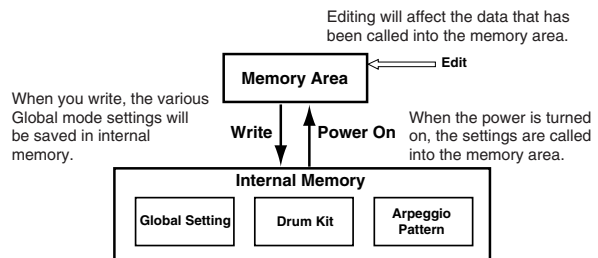 Editing will affect the data that has
been called into the memory area.
Edit
Memory Area
When you write, the various
Global mode settings will
be saved in internal
memory.
Write
Power On
When the power is turned
on, the settings are called
into the memory area.
Internal Memory
Global Setting
Drum Kit
Arpeggio
Pattern